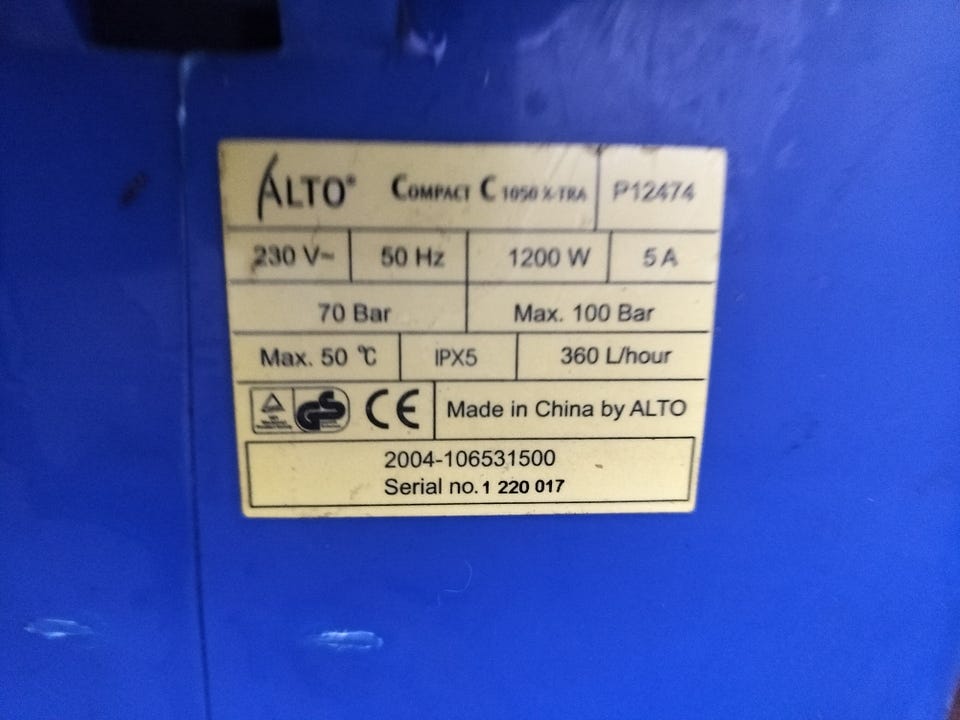 ALTO® COMPACT C 1050 X-TRA P12474
230 V~ 50 Hz 1200 W 5 A
70 Bar Max. 100 Bar
Max. 50 °C IPX5 360 L/hour
GS CE Made in China by ALTO
2004-106531500
Serial no. 1 220 017